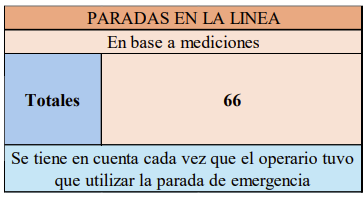 PARADAS EN LA LINEA
En base a mediciones
Totales 66
Se tiene en cuenta cada vez que el operario tuvo
que utilizar la parada de emergencia